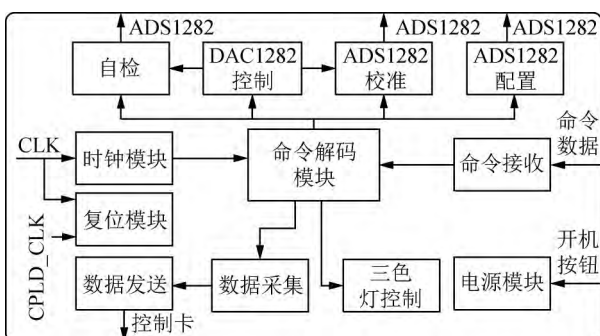 ADS1282
ADS1282
ADS1282
自检
DAC1282
控制
ADS1282
校准
ADS1282
配置
CLK
时钟模块
命令解码
模块
命令接收
命令
数据
复位模块
CPLD_CLK
数据发送
数据采集
三色
灯控制
电源模块
开机
按钮
控制卡